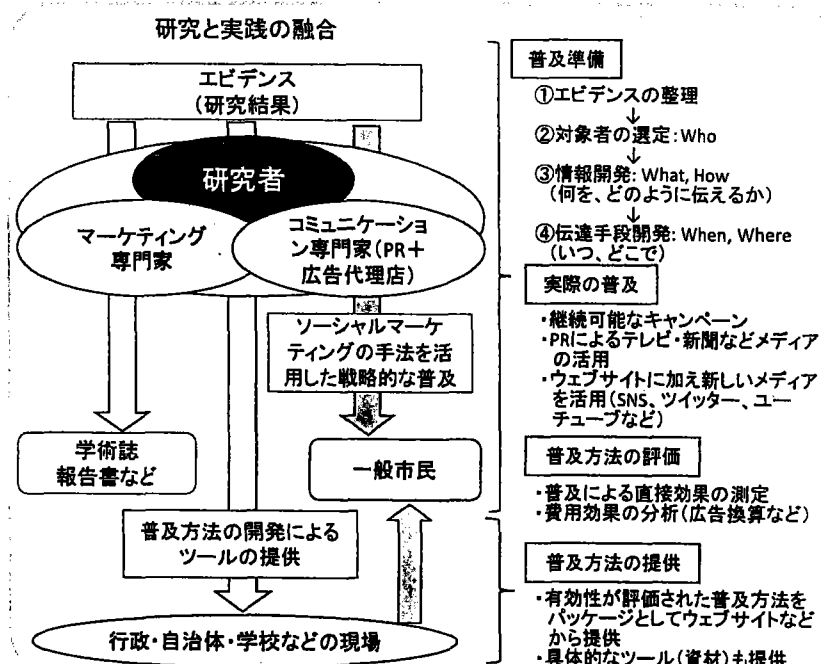 研究と実践の融合
エビデンス
(研究結果)
研究者
マーケティング
専門家
コミュニケーショ
ン専門家(PR+
広告代理店)
ソーシャルマーケ
ティングの手法を活
用した戦略的な普及
学術誌
報告書など
一般市民
普及方法の開発による
ツールの提供
行政・自治体・学校などの現場
普及準備
①エビデンスの整理
↓
②対象者の選定:Who
↓
③情報開発:What, How
(何を、どのように伝えるか)
↓
④伝達手段開発:When, Where
(いつ、どこで)
実際の普及
・継続可能なキャンペーン
・PRによるテレビ・新聞などメディア
の活用
・ウェブサイトに加え新しいメディア
を活用(SNS、ツイッター、ユー
チューブなど)
普及方法の評価
・普及による直接効果の測定
・費用効果の分析(広告換算など)
普及方法の提供
・有効性が評価された普及方法を
パッケージとしてウェブサイトなど
から提供
・具体的なツール(資材)も提供